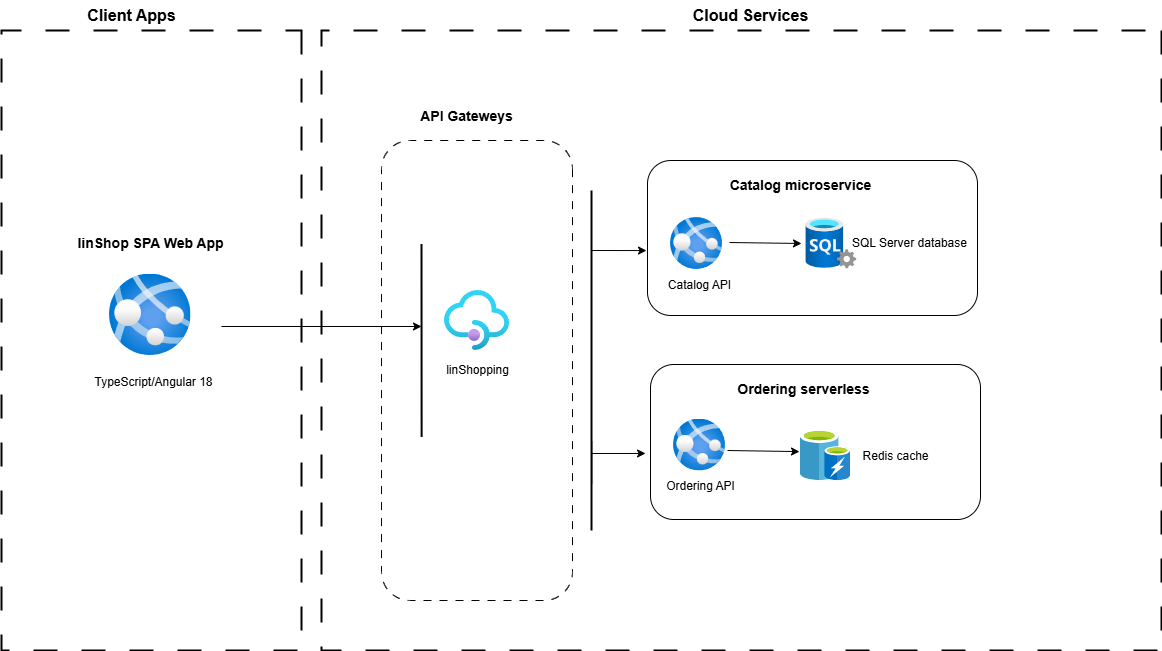 Client Apps
Cloud Services
API Gateweys
linShop SPA Web App
TypeScript/Angular 18
linShopping
Catalog microservice
SQL
SQL Server database
Catalog API
Ordering serverless
Redis cache
Ordering API